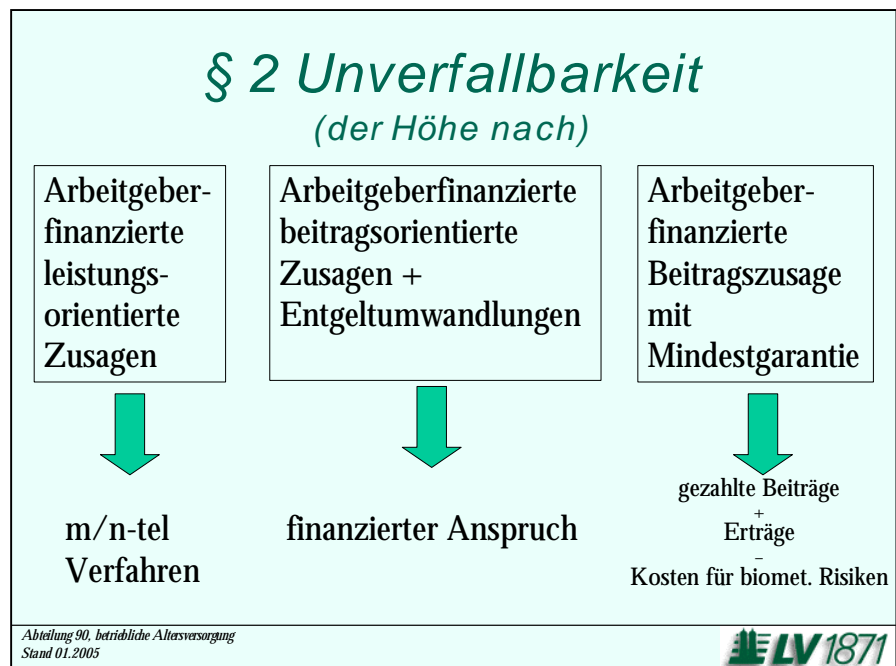 § 2 Unverfallbarkeit
(der Höhe nach)
Arbeitgeber-
finanzierte
leistungs-
orientierte
Zusagen
Arbeitgeberfinanzierte
beitragsorientierte
Zusagen +
Entgeltumwandlungen
Arbeitgeber-
finanzierte
Beitragszusage
mit
Mindestgarantie
m/n-tel
Verfahren
finanzierter Anspruch
gezahlte Beiträge
+
Erträge
–
Kosten für biomet. Risiken
Abteilung 90, betriebliche Altersversorgung
Stand 01.2005
LV 1871